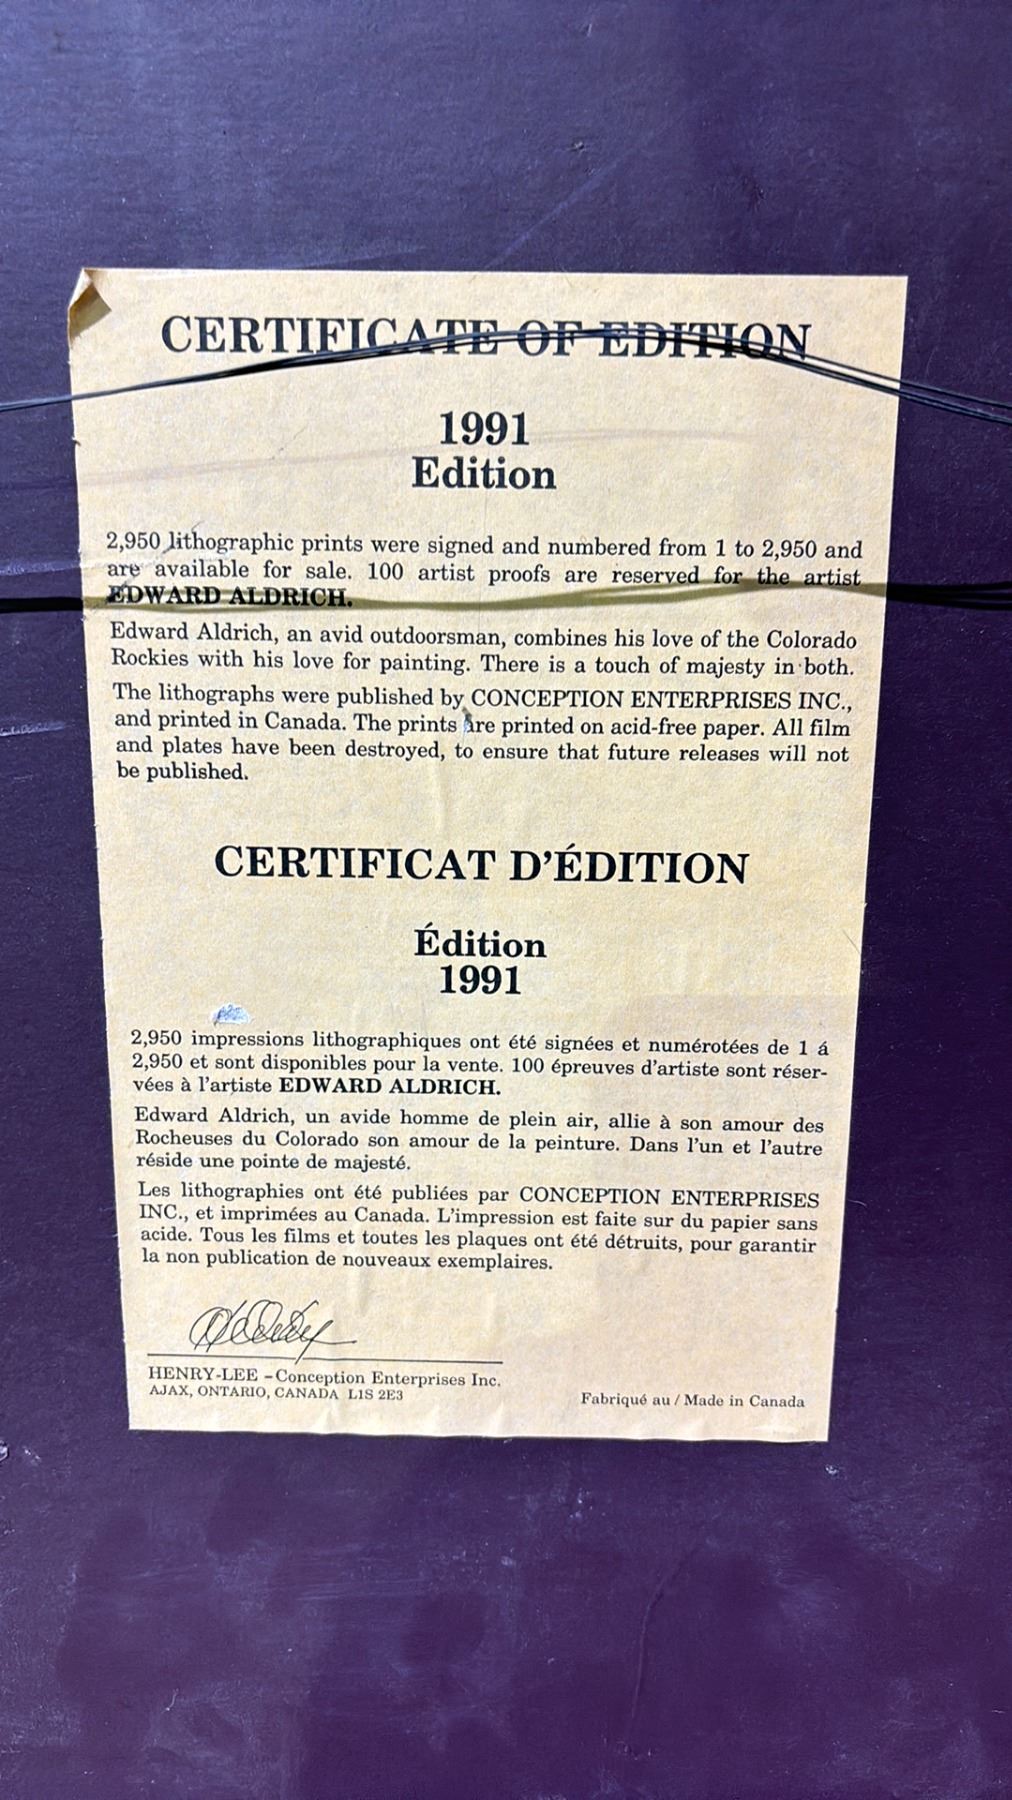 CERTIFICATE OF EDITION
1991
Edition
2,950 lithographic prints were signed and numbered from 1 to 2,950 and
are available for sale. 100 artist proofs are reserved for the artist
EDWARD ALDRICH.
Edward Aldrich, an avid outdoorsman, combines his love of the Colorado
Rockies with his love for painting. There is a touch of majesty in both.
The lithographs were published by CONCEPTION ENTERPRISES INC.,
and printed in Canada. The prints are printed on acid-free paper. All film
and plates have been destroyed, to ensure that future releases will not
be published.
CERTIFICAT D'ÉDITION
Édition
1991
2,950 impressions lithographiques ont été signées et numérotées de 1 á
2,950 et sont disponibles pour la vente. 100 épreuves d'artiste sont réser-
vées à l'artiste EDWARD ALDRICH.
Edward Aldrich, un avide homme de plein air, allie à son amour des
Rocheuses du Colorado son amour de la peinture. Dans l'un et l'autre
réside une pointe de majesté.
Les lithographies ont été publiées par CONCEPTION ENTERPRISES
INC., et imprimées au Canada. L'impression est faite sur du papier sans
acide. Tous les films et toutes les plaques ont été détruits, pour garantir
la non publication de nouveaux exemplaires.
HENRY-LEE – Conception Enterprises Inc.
AJAX, ONTARIO, CANADA L1S 2E3
Fabriqué au / Made in Canada